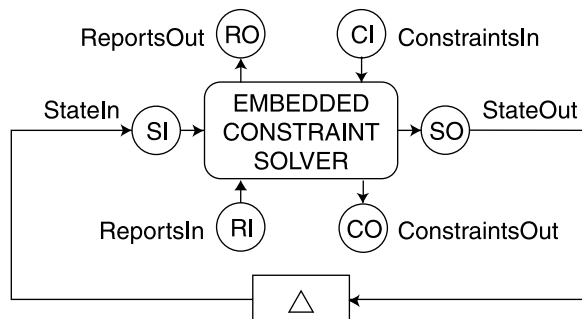 ReportsOut RO CI ConstraintsIn
StateIn SI EMBEDDED CONSTRAINT SOLVER SO StateOut
ReportsIn RI CO ConstraintsOut
△